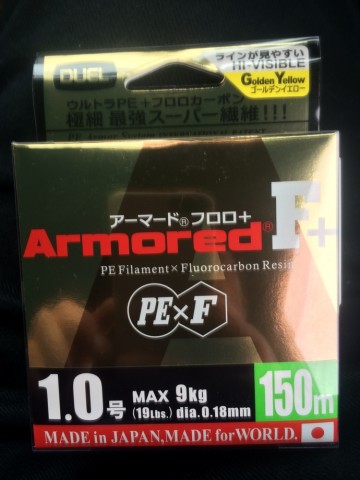 ラインが見やすい
HI-VISIBLE
DUEL
Golden Yellow
ゴールデンイエロー
ウルトラPE+フロロカーボン
極細 最強スーパー繊維!!!
アーマード®フロロ+
Armored® F+
PE Filament×Fluorocarbon Resin
PE×F
1.0号
MAX 9kg
(19Lbs.) dia.0.18mm
150m
MADE in JAPAN, MADE for WORLD.